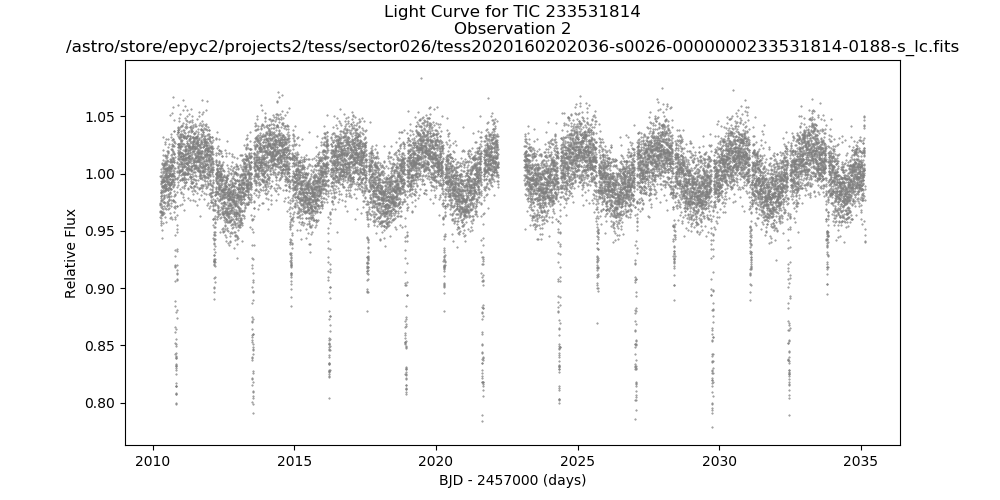 Light Curve for TIC 233531814
Observation 2
/astro/store/epyc2/projects2/tess/sector026/tess2020160202036-s0026-0000000233531814-0188-s_lc.fits
1.05
1.00
0.95
0.90
0.85
0.80
Relative Flux
2010
2015
2020
2025
2030
2035
BJD - 2457000 (days)